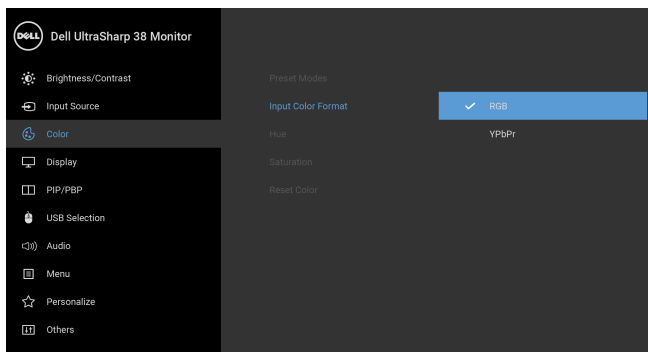 DELL Dell UltraSharp 38 Monitor
Brightness/Contrast
Input Source
Color
Display
PIP/PBP
USB Selection
Audio
Menu
Personalize
Others
Preset Modes
Input Color Format
Hue
Saturation
Reset Color
RGB
YPbPr